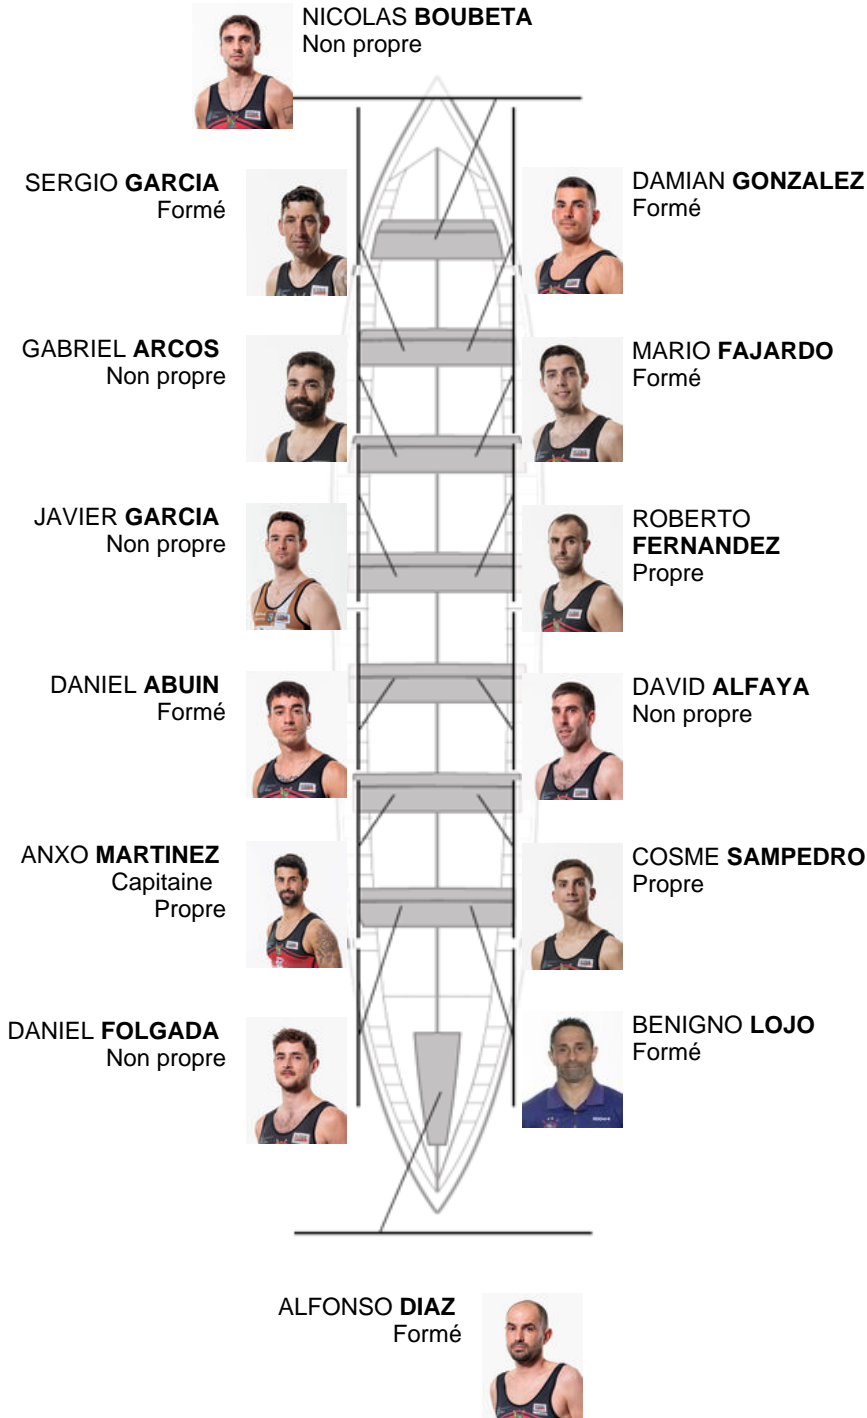 NICOLAS BOUBETA
Non propre
SERGIO GARCIA
Formé
DAMIAN GONZALEZ
Formé
GABRIEL ARCOS
Non propre
MARIO FAJARDO
Formé
JAVIER GARCIA
Non propre
ROBERTO
FERNANDEZ
Propre
DANIEL ABUIN
Formé
DAVID ALFAYA
Non propre
ANXO MARTINEZ
Capitaine
Propre
COSME SAMPEDRO
Propre
DANIEL FOLGADA
Non propre
BENIGNO LOJO
Formé
ALFONSO DIAZ
Formé